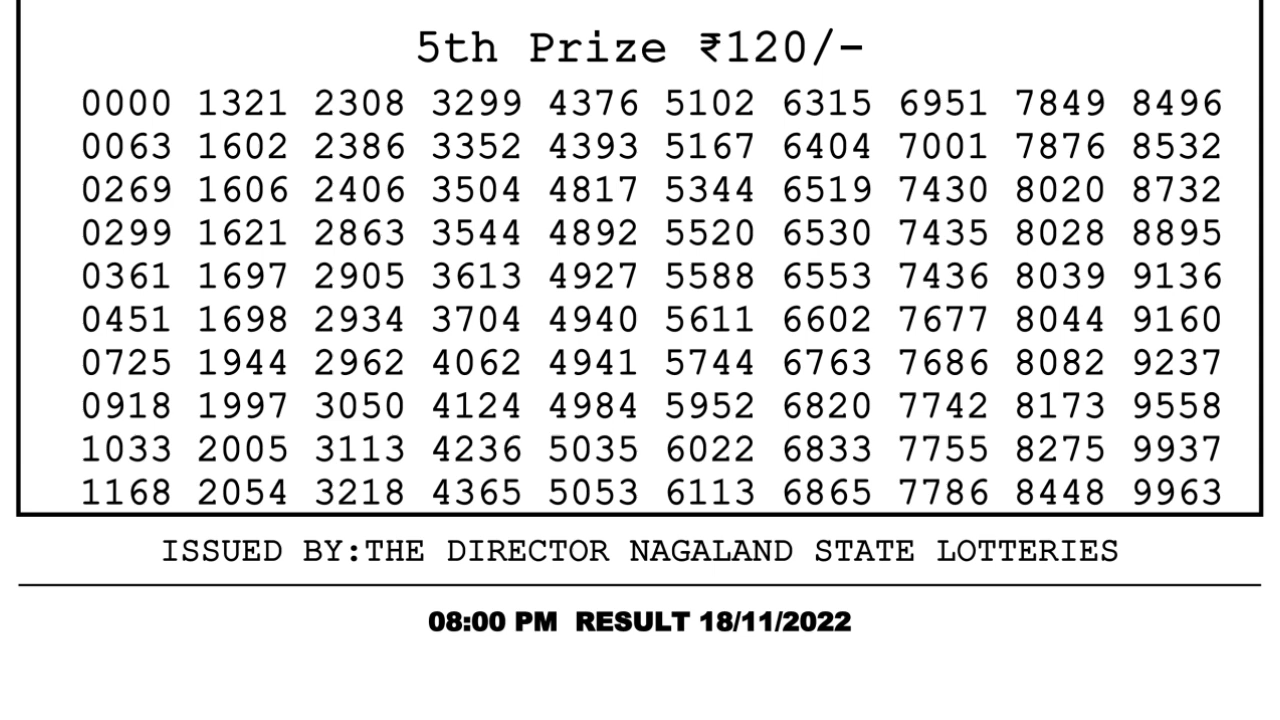 5th Prize ₹120/-
0000 1321 2308 3299 4376 5102 6315 6951 7849 8496
0063 1602 2386 3352 4393 5167 6404 7001 7876 8532
0269 1606 2406 3504 4817 5344 6519 7430 8020 8732
0299 1621 2863 3544 4892 5520 6530 7435 8028 8895
0361 1697 2905 3613 4927 5588 6553 7436 8039 9136
0451 1698 2934 3704 4940 5611 6602 7677 8044 9160
0725 1944 2962 4062 4941 5744 6763 7686 8082 9237
0918 1997 3050 4124 4984 5952 6820 7742 8173 9558
1033 2005 3113 4236 5035 6022 6833 7755 8275 9937
1168 2054 3218 4365 5053 6113 6865 7786 8448 9963
ISSUED BY:THE DIRECTOR NAGALAND STATE LOTTERIES
08:00 PM RESULT 18/11/2022